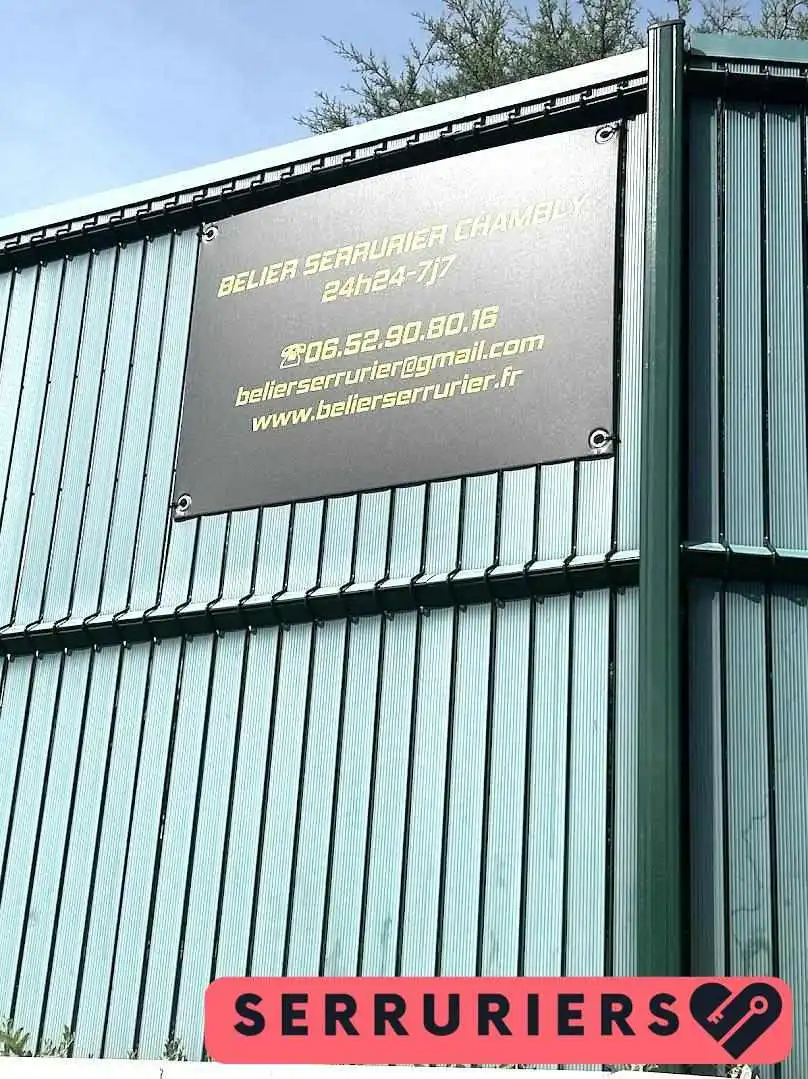 BELIER SERRURIER CHAMBLY
24h24-7j7
☎06.52.90.80.16
belierserrurier@gmail.com
www.belierserrurier.fr
SERRURIERS